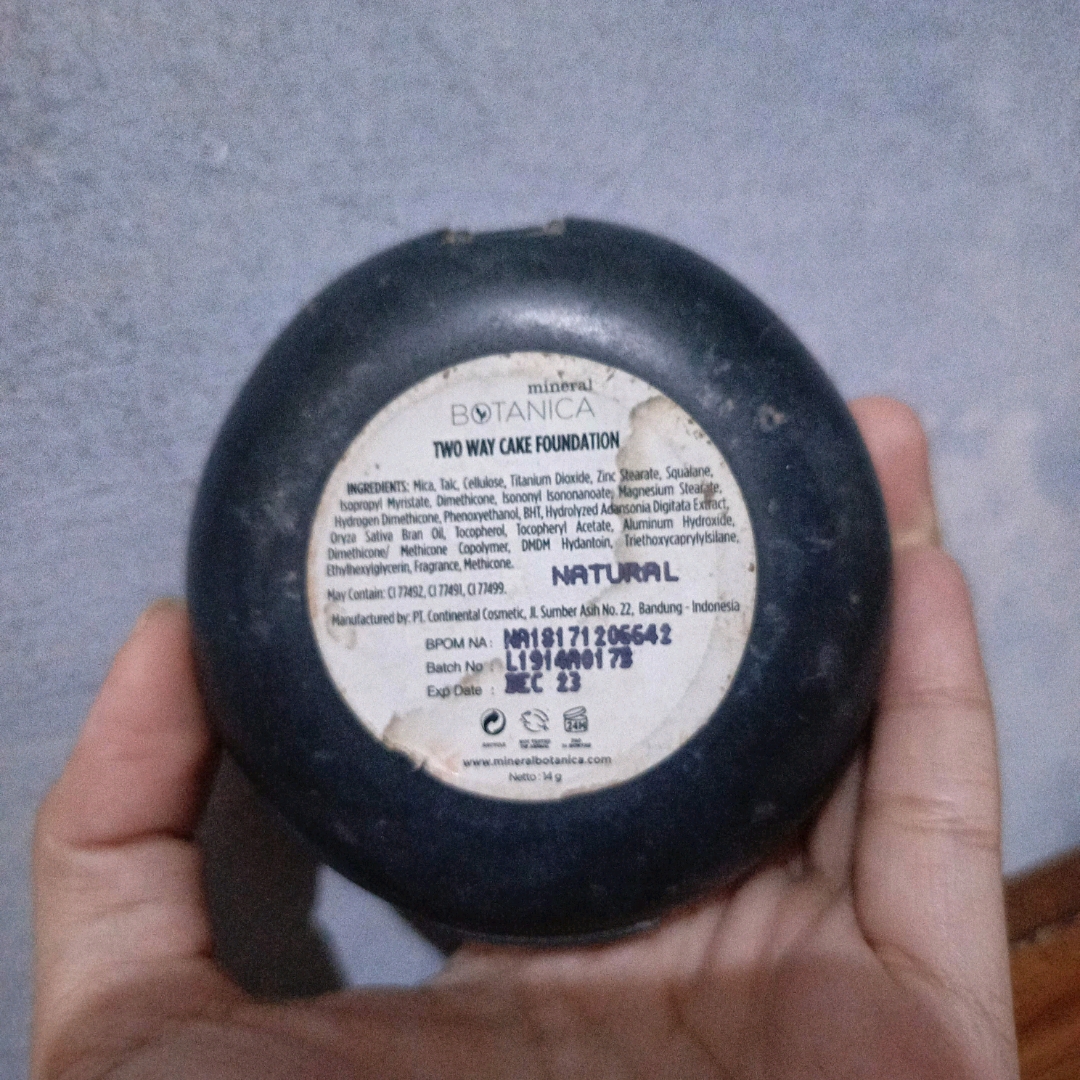 mineral
BOTANICA
TWO WAY CAKE FOUNDATION
INGREDIENTS: Mica, Talc, Cellulose, Titanium Dioxide, Zinc Stearate, Squalane,
Isopropyl Myristate, Dimethicone, Isononyl Isononanoate, Magnesium Stearate,
Hydrogen Dimethicone, Phenoxyethanol, BHT, Hydrolyzed Adansonia Digitata Extract,
Oryza Sativa Bran Oil, Tocopherol, Tocopheryl Acetate, Aluminum Hydroxide,
Dimethicone/ Methicone Copolymer, DMDM Hydantoin, Triethoxycaprylylsilane,
Ethylhexylglycerin, Fragrance, Methicone.
NATURAL
May Contain: CI 77492, CI 77491, CI 77499.
Manufactured by: PT. Continental Cosmetic, Jl. Sumber Asih No. 22, Bandung - Indonesia
BPOM NA: NA18171206642
Batch No : L1914A017B
Exp Date : DEC 23
24M
www.mineralbotanica.com
Netto : 14 g